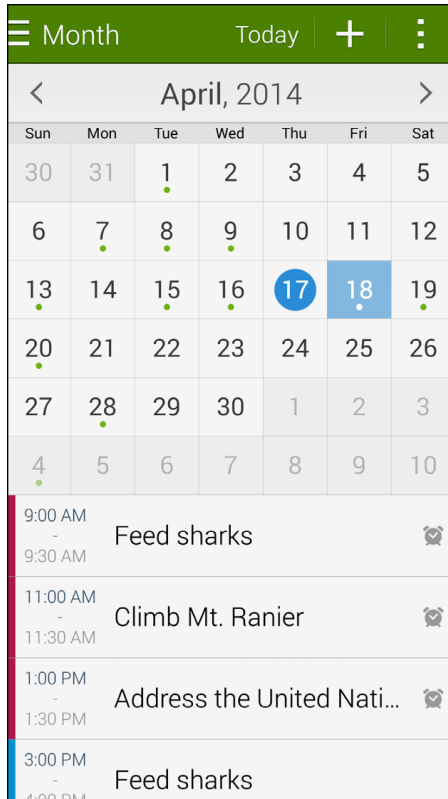 Month Today
April, 2014
Sun Mon Tue Wed Thu Fri Sat
30 31 1 2 3 4 5
6 7 8 9 10 11 12
13 14 15 16 17 18 19
20 21 22 23 24 25 26
27 28 29 30 1 2 3
4 5 6 7 8 9 10
9:00 AM
-
9:30 AM
Feed sharks
11:00 AM
-
11:30 AM
Climb Mt. Ranier
1:00 PM
-
1:30 PM
Address the United Nati...
3:00 PM
-
4:00 PM
Feed sharks